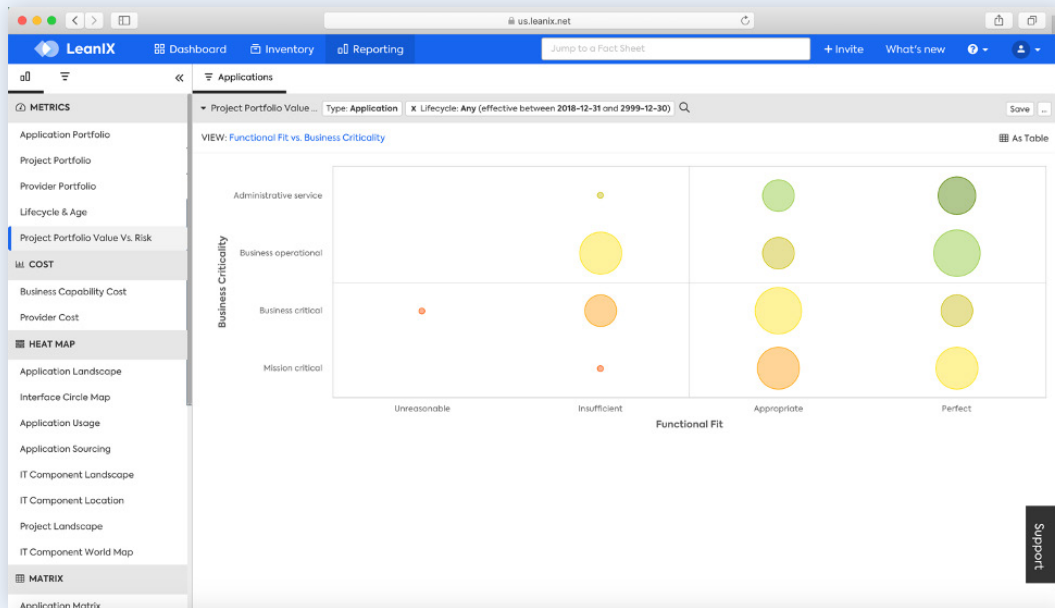 us.leanix.net
LeanIX
Dashboard
Inventory
Reporting
Jump to a Fact Sheet
+ Invite
What's new
Applications
METRICS
Application Portfolio
Project Portfolio
Provider Portfolio
Lifecycle & Age
Project Portfolio Value Vs. Risk
COST
Business Capability Cost
Provider Cost
HEAT MAP
Application Landscape
Interface Circle Map
Application Usage
Application Sourcing
IT Component Landscape
IT Component Location
Project Landscape
IT Component World Map
MATRIX
Application Matrix
Project Portfolio Value ... Type: Application x Lifecycle: Any (effective between 2018-12-31 and 2999-12-30)
Save ...
VIEW: Functional Fit vs. Business Criticality
As Table
Business Criticality
Administrative service
Business operational
Business critical
Mission critical
Unreasonable
Insufficient
Appropriate
Perfect
Functional Fit
Support